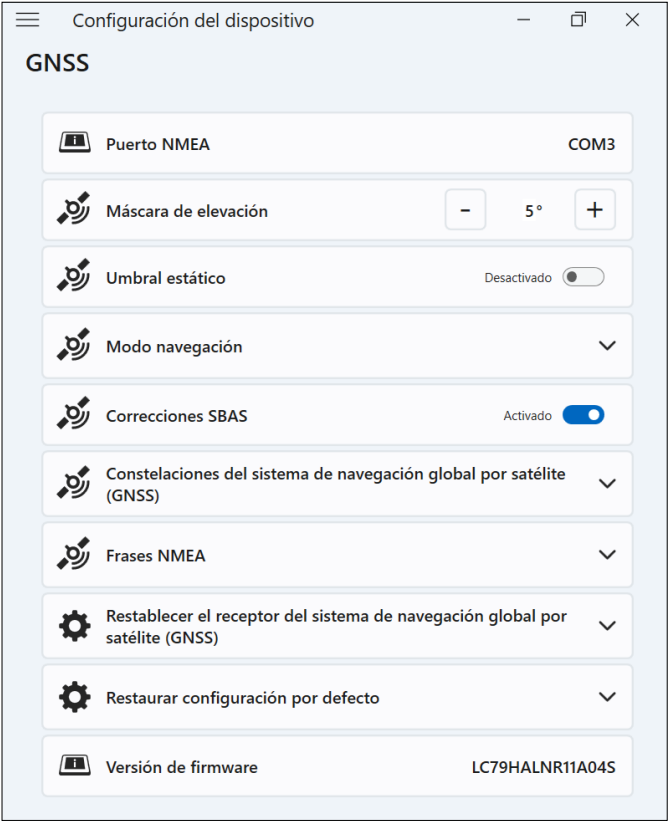 Configuración del dispositivo
GNSS
Puerto NMEA COM3
Máscara de elevación - 5° +
Umbral estático Desactivado
Modo navegación
Correcciones SBAS Activado
Constelaciones del sistema de navegación global por satélite
(GNSS)
Frases NMEA
Restablecer el receptor del sistema de navegación global por
satélite (GNSS)
Restaurar configuración por defecto
Versión de firmware LC79HALNR11A04S